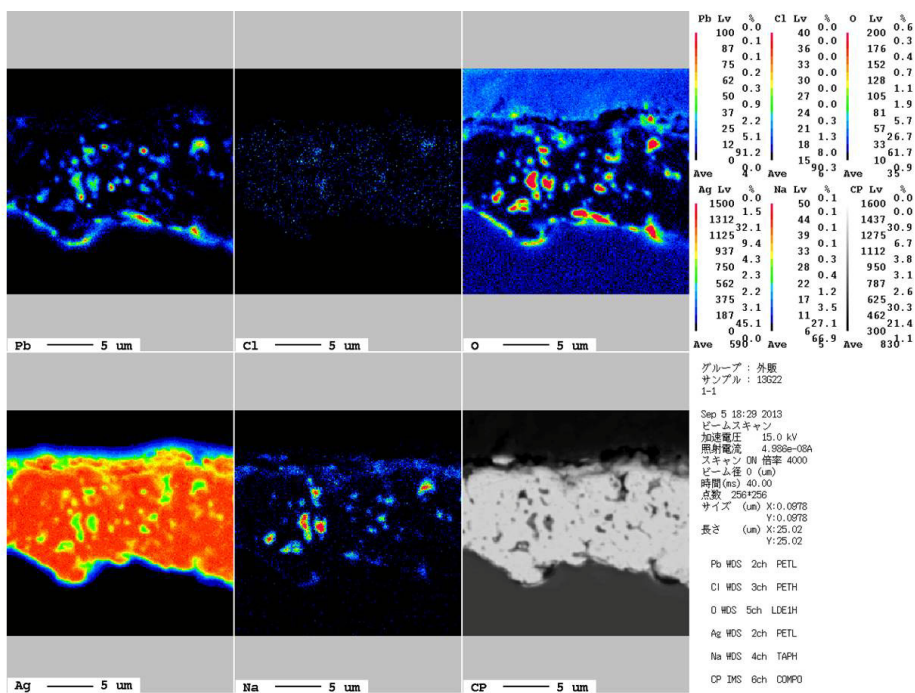 Pb Lv % Cl Lv % O Lv %
100 0.0 40 0.0 200 0.6
87 0.1 36 0.0 176 0.3
75 0.1 33 0.0 152 0.4
62 0.2 30 0.0 128 0.7
50 0.3 27 0.0 105 1.1
37 0.9 24 0.0 81 1.9
25 2.2 21 0.3 57 5.7
12 5.1 18 1.3 33 26.7
0 91.2 15 8.0 10 61.7
0.0 90.3 0.9
Ave 4 Ave 6 Ave 35
Ag Lv % Na Lv % CP Lv %
1500 0.0 50 0.1 1600 0.0
1312 1.5 44 0.1 1437 0.0
1125 32.1 39 0.1 1275 30.9
937 9.4 33 0.1 1112 6.7
750 4.3 28 0.3 950 3.8
562 2.3 22 0.4 787 3.1
375 2.2 17 1.2 625 2.6
187 3.1 11 3.5 462 30.3
0 45.1 6 27.1 300 21.4
0.0 66.9 1.1
Ave 590 Ave 5 Ave 830
Pb 5 um
Cl 5 um
O 5 um
グループ : 外販
サンプル : 13G22
1-1
Sep 5 18:29 2013
ビームスキャン
加速電圧 15.0 kV
照射電流 4.986e-08A
スキャン ON 倍率 4000
ビーム径 0 (um)
時間(ms) 40.00
点数 256*256
サイズ (um) X:0.0978
Y:0.0978
長さ (um) X:25.02
Y:25.02
Pb WDS 2ch PETL
Cl WDS 3ch PETH
O WDS 5ch LDE1H
Ag WDS 2ch PETL
Na WDS 4ch TAPH
CP IMS 6ch COMPO
Ag 5 um
Na 5 um
CP 5 um